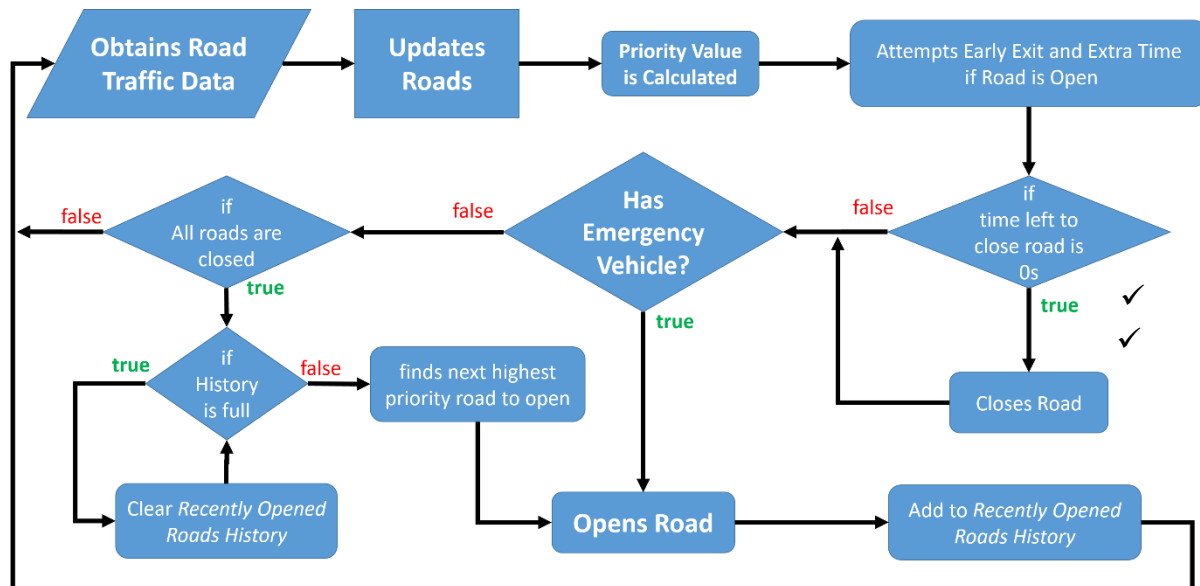 Obtains Road
Traffic Data
Updates
Roads
Priority Value
is Calculated
Attempts Early Exit and Extra Time
if Road is Open
if
All roads are
closed
false
true
Has
Emergency
Vehicle?
false
true
if
time left to
close road is
0s
false
true
✓
✓
if
History
is full
true
false
finds next highest
priority road to open
Closes Road
Clear Recently Opened
Roads History
Opens Road
Add to Recently Opened
Roads History